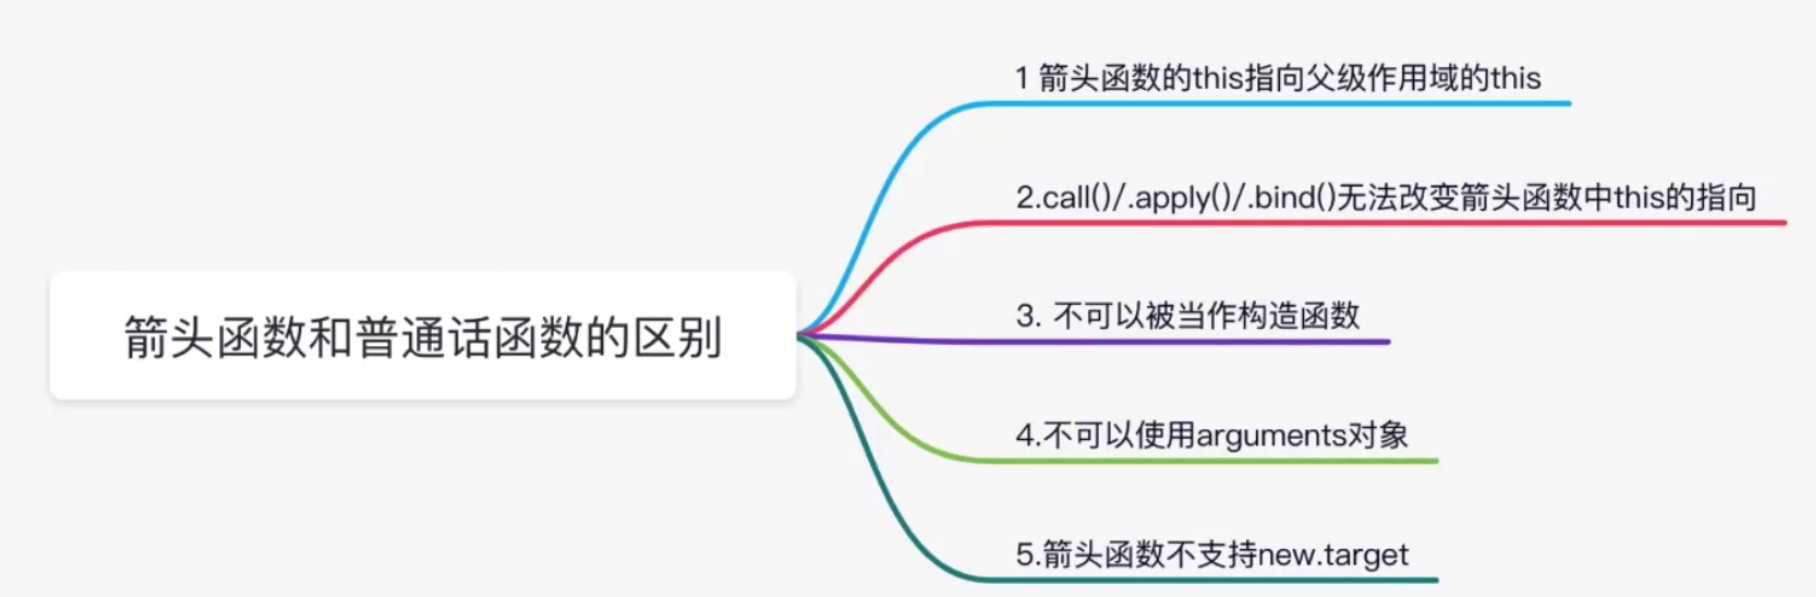 箭头函数和普通话函数的区别
1 箭头函数的this指向父级作用域的this
2.call()/.apply()/.bind()无法改变箭头函数中this的指向
3. 不可以被当作构造函数
4.不可以使用arguments对象
5.箭头函数不支持new.target